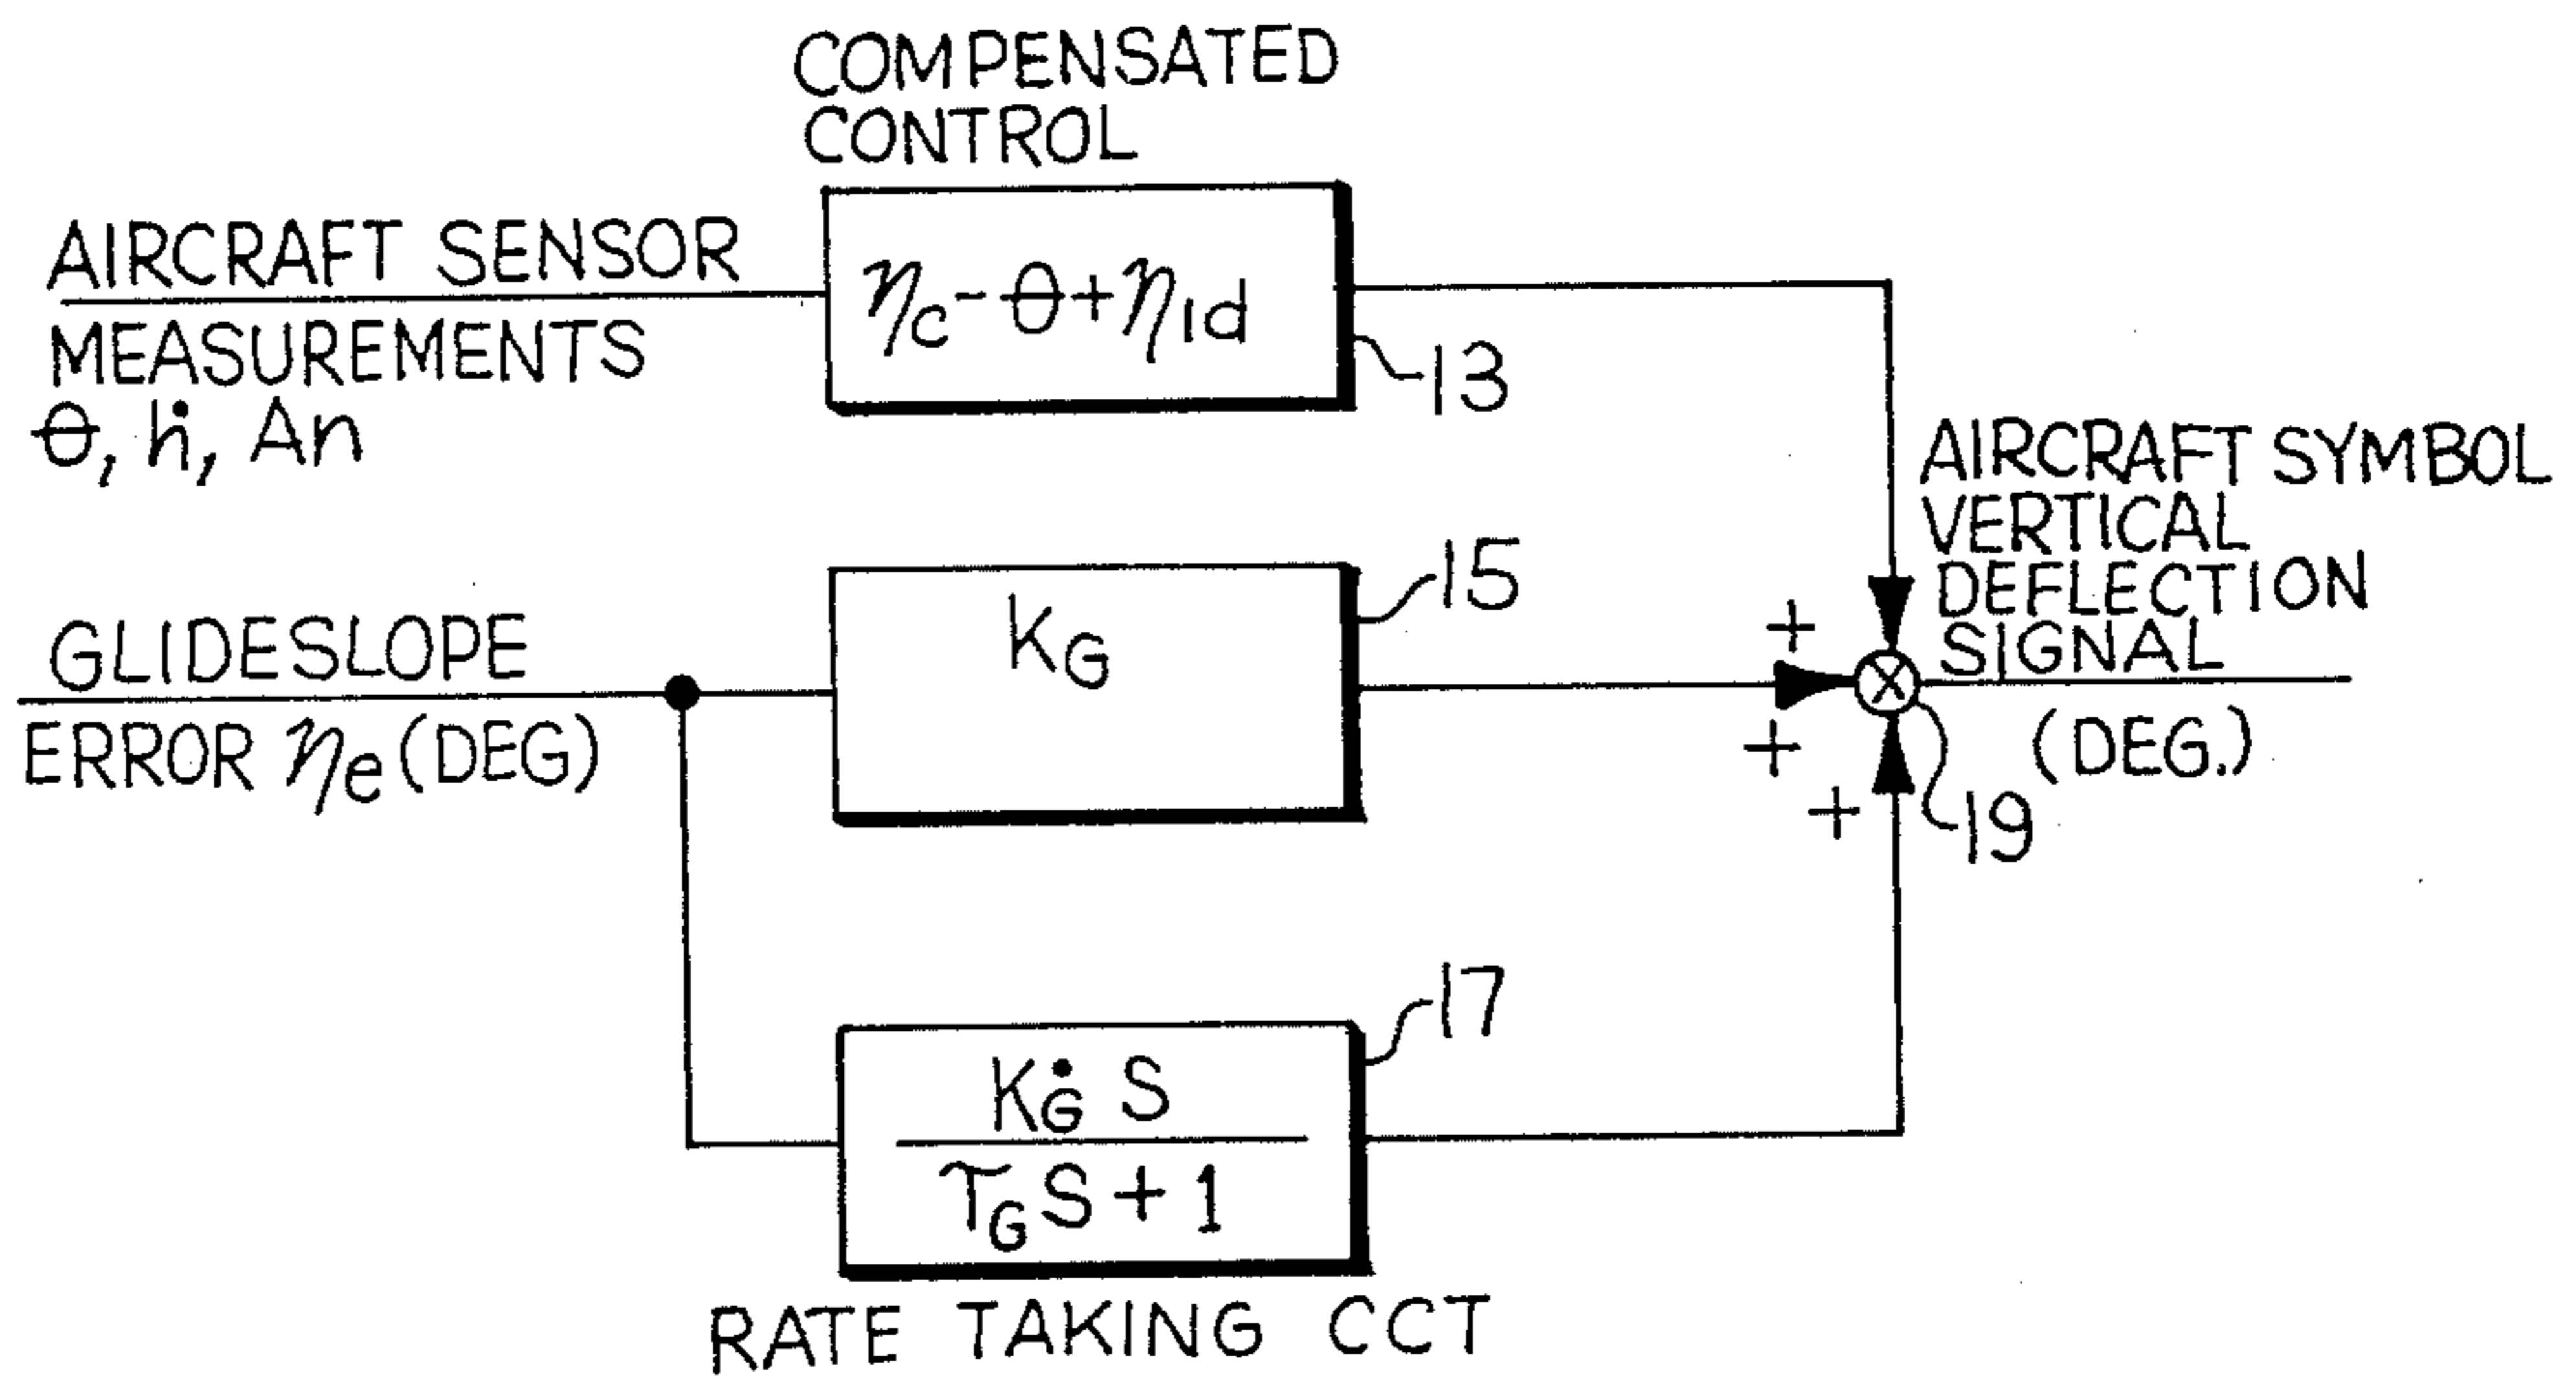 COMPENSATED
CONTROL
AIRCRAFT SENSOR
MEASUREMENTS
θ, ḣ, An
ηc - θ + η1d
13
GLIDESLOPE
ERROR ηe (DEG)
KG
15
AIRCRAFT SYMBOL
VERTICAL
DEFLECTION
SIGNAL
(DEG.)
+
+
+
X
19
KĠ S
τG S + 1
17
RATE TAKING CCT